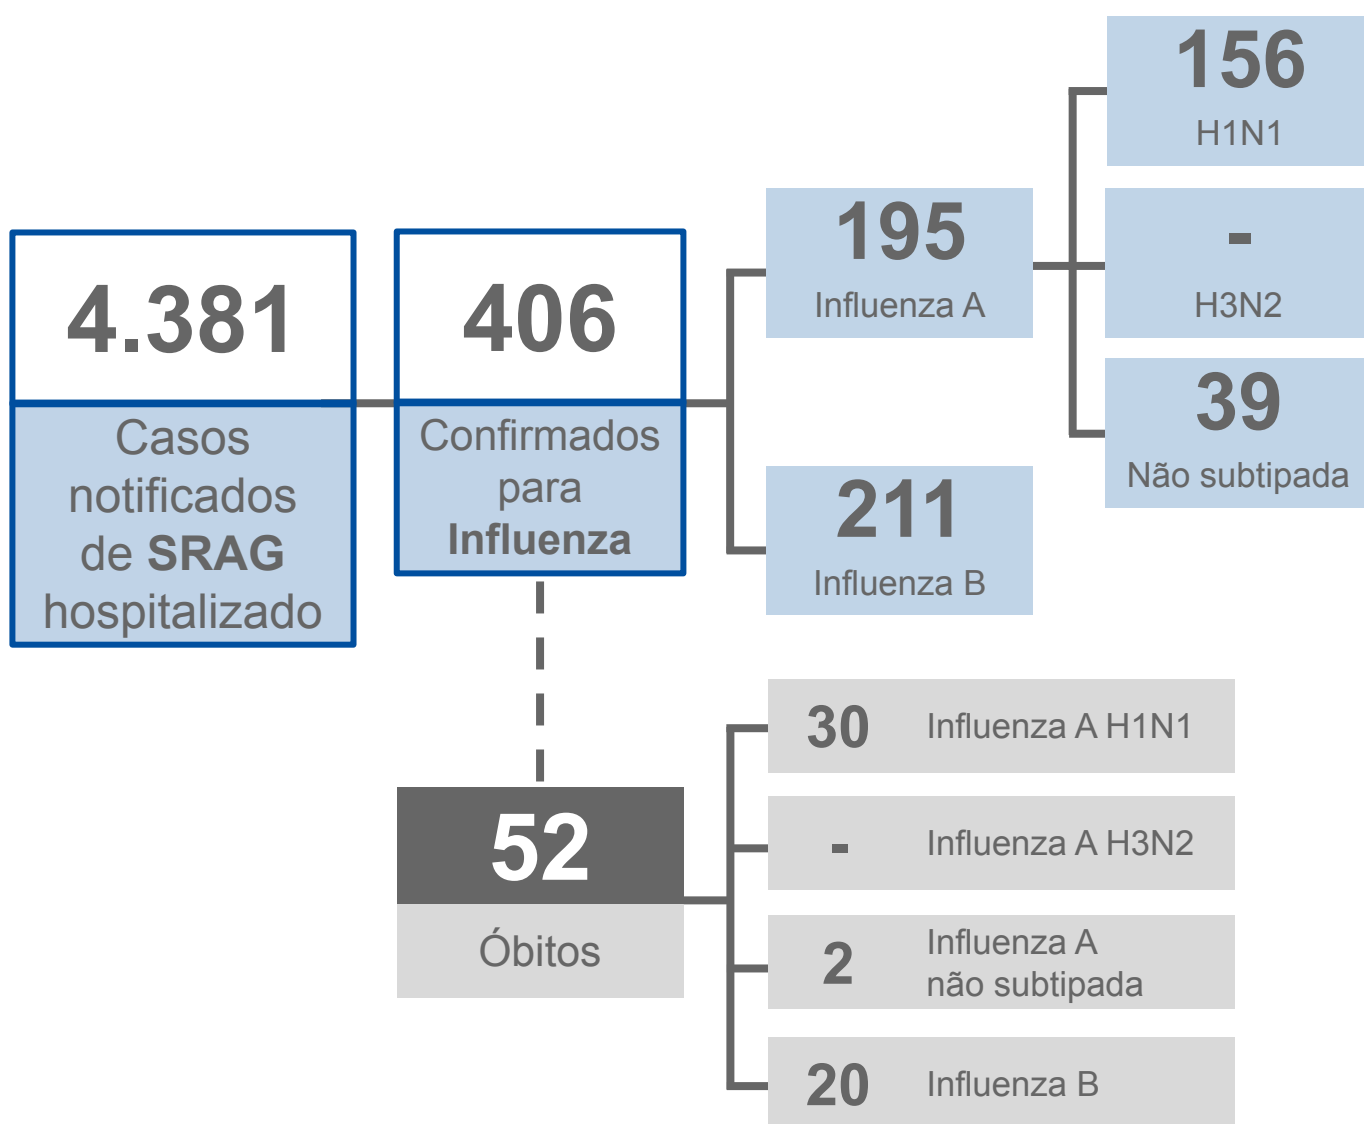 4.381
Casos
notificados
de SRAG
hospitalizado
406
Confirmados
para
Influenza
195
Influenza A
211
Influenza B
156
H1N1
-
H3N2
39
Não subtipada
52
Óbitos
30 Influenza A H1N1
- Influenza A H3N2
2 Influenza A
não subtipada
20 Influenza B